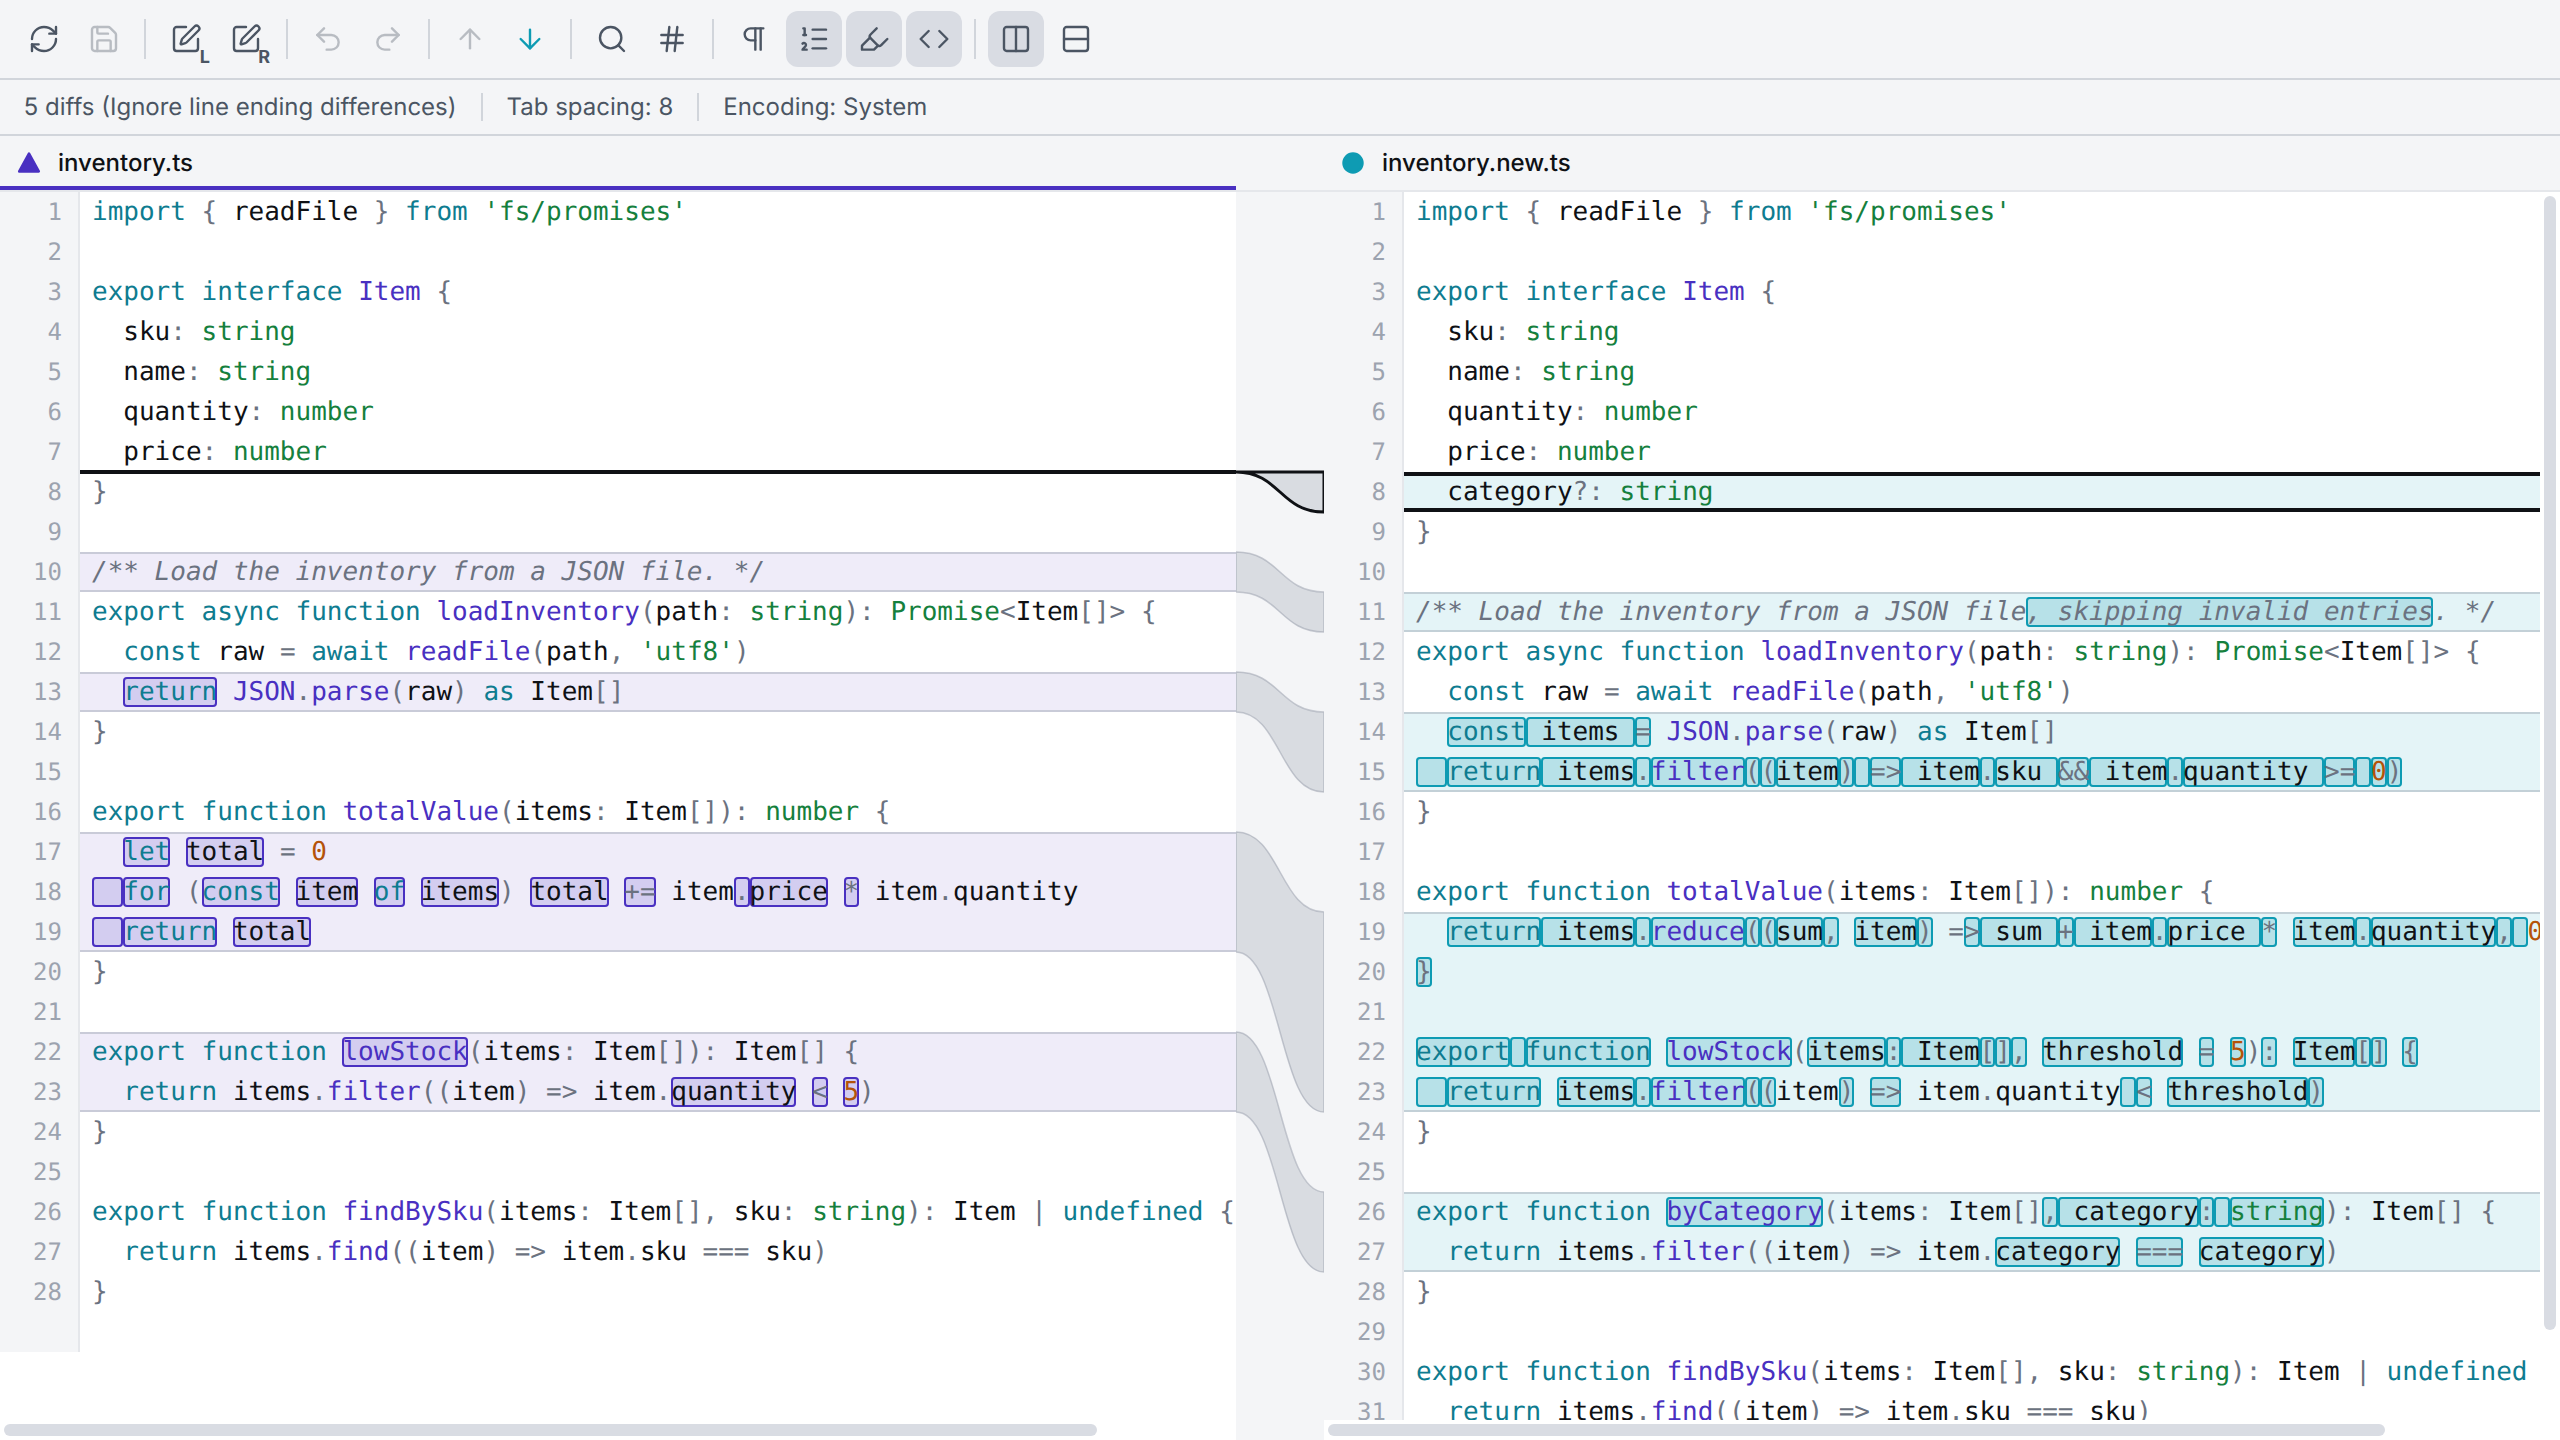 L R
5 diffs (Ignore line ending differences) Tab spacing: 8 Encoding: System
inventory.ts
1 import { readFile } from 'fs/promises'
2
3 export interface Item {
4   sku: string
5   name: string
6   quantity: number
7   price: number
8 }
9
10 /** Load the inventory from a JSON file. */
11 export async function loadInventory(path: string): Promise<Item[]> {
12   const raw = await readFile(path, 'utf8')
13   return JSON.parse(raw) as Item[]
14 }
15
16 export function totalValue(items: Item[]): number {
17   let total = 0
18   for (const item of items) total += item.price * item.quantity
19   return total
20 }
21
22 export function lowStock(items: Item[]): Item[] {
23   return items.filter((item) => item.quantity < 5)
24 }
25
26 export function findBySku(items: Item[], sku: string): Item | undefined {
27   return items.find((item) => item.sku === sku)
28 }
inventory.new.ts
1 import { readFile } from 'fs/promises'
2
3 export interface Item {
4   sku: string
5   name: string
6   quantity: number
7   price: number
8   category?: string
9 }
10
11 /** Load the inventory from a JSON file, skipping invalid entries. */
12 export async function loadInventory(path: string): Promise<Item[]> {
13   const raw = await readFile(path, 'utf8')
14   const items = JSON.parse(raw) as Item[]
15   return items.filter((item) => item.sku && item.quantity >= 0)
16 }
17
18 export function totalValue(items: Item[]): number {
19   return items.reduce((sum, item) => sum + item.price * item.quantity, 0
20 }
21
22 export function lowStock(items: Item[], threshold = 5): Item[] {
23   return items.filter((item) => item.quantity < threshold)
24 }
25
26 export function byCategory(items: Item[], category: string): Item[] {
27   return items.filter((item) => item.category === category)
28 }
29
30 export function findBySku(items: Item[], sku: string): Item | undefined
31   return items.find((item) => item.sku === sku)